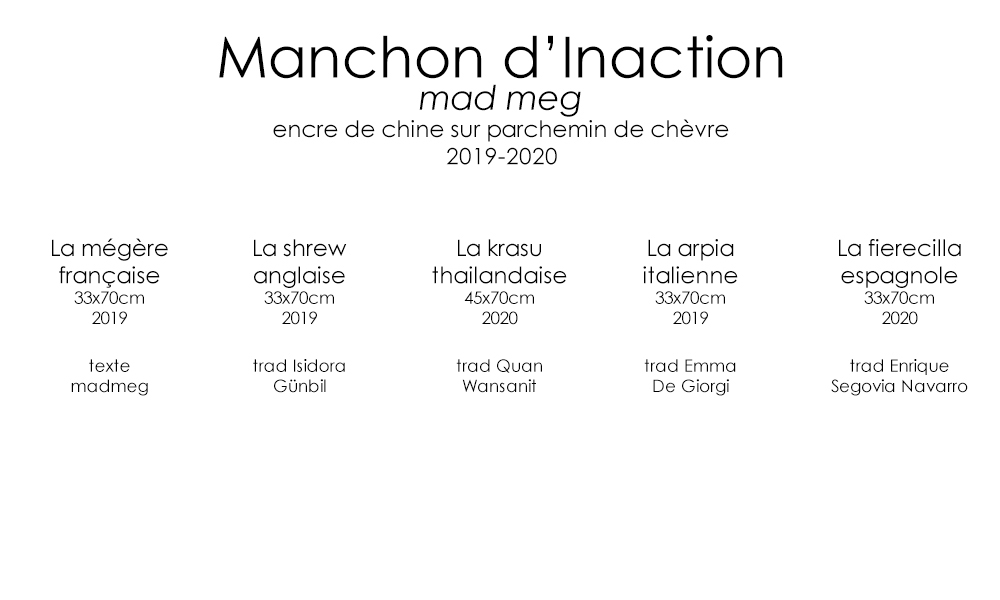 Manchon d’Inaction
mad meg
encre de chine sur parchemin de chèvre
2019-2020
La mégère
française
33x70cm
2019
texte
madmeg
La shrew
anglaise
33x70cm
2019
trad Isidora
Günbil
La krasu
thailandaise
45x70cm
2020
trad Quan
Wansanit
La arpia
italienne
33x70cm
2019
trad Emma
De Giorgi
La fierecilla
espagnole
33x70cm
2020
trad Enrique
Segovia Navarro